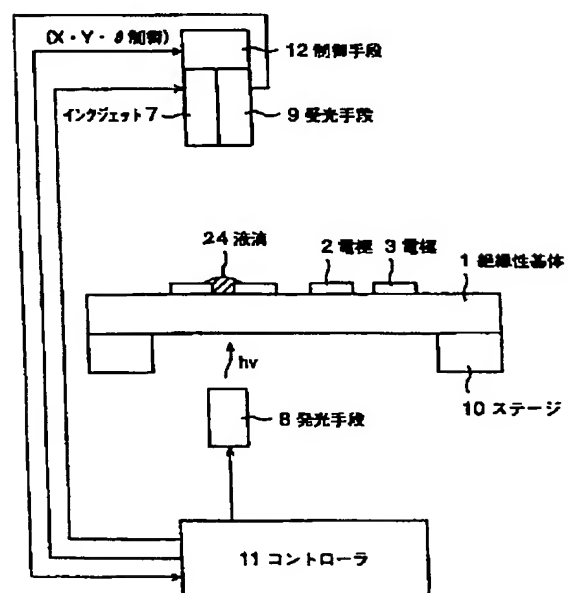 (X・Y・θ制御)
12 制御手段
インクジェット 7
9 受光手段
24 液滴
2 電極
3 電極
1 絶縁性基体
hv
10 ステージ
8 発光手段
11 コントローラ